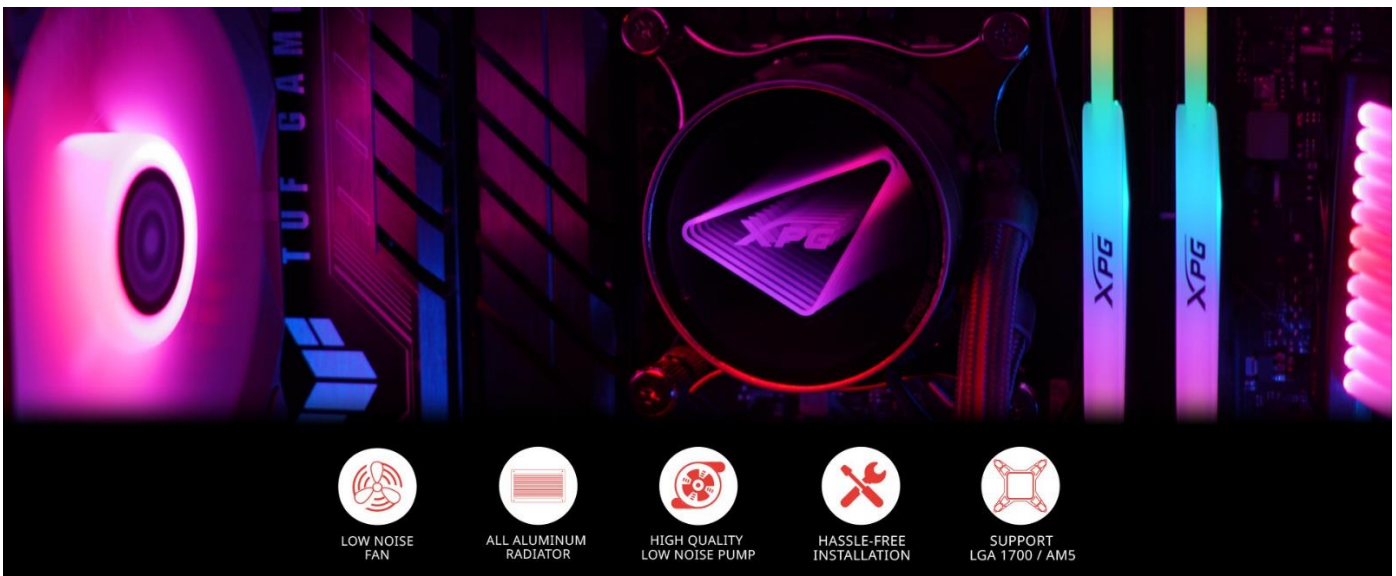 TUF GAMI
XPG
XPG
XPG
LOW NOISE
FAN
ALL ALUMINUM
RADIATOR
HIGH QUALITY
LOW NOISE PUMP
HASSLE-FREE
INSTALLATION
SUPPORT
LGA 1700 / AM5